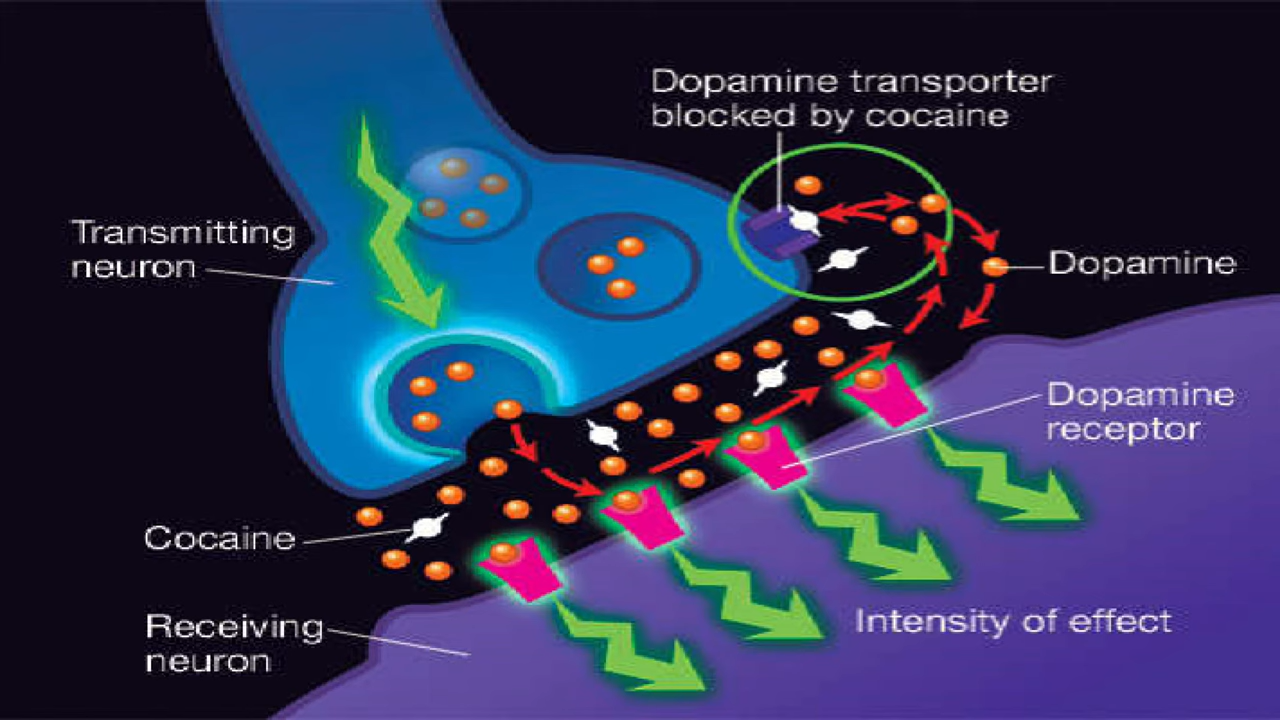 Dopamine transporter
blocked by cocaine
Transmitting
neuron
Dopamine
Dopamine
receptor
Cocaine
Intensity of effect
Receiving
neuron